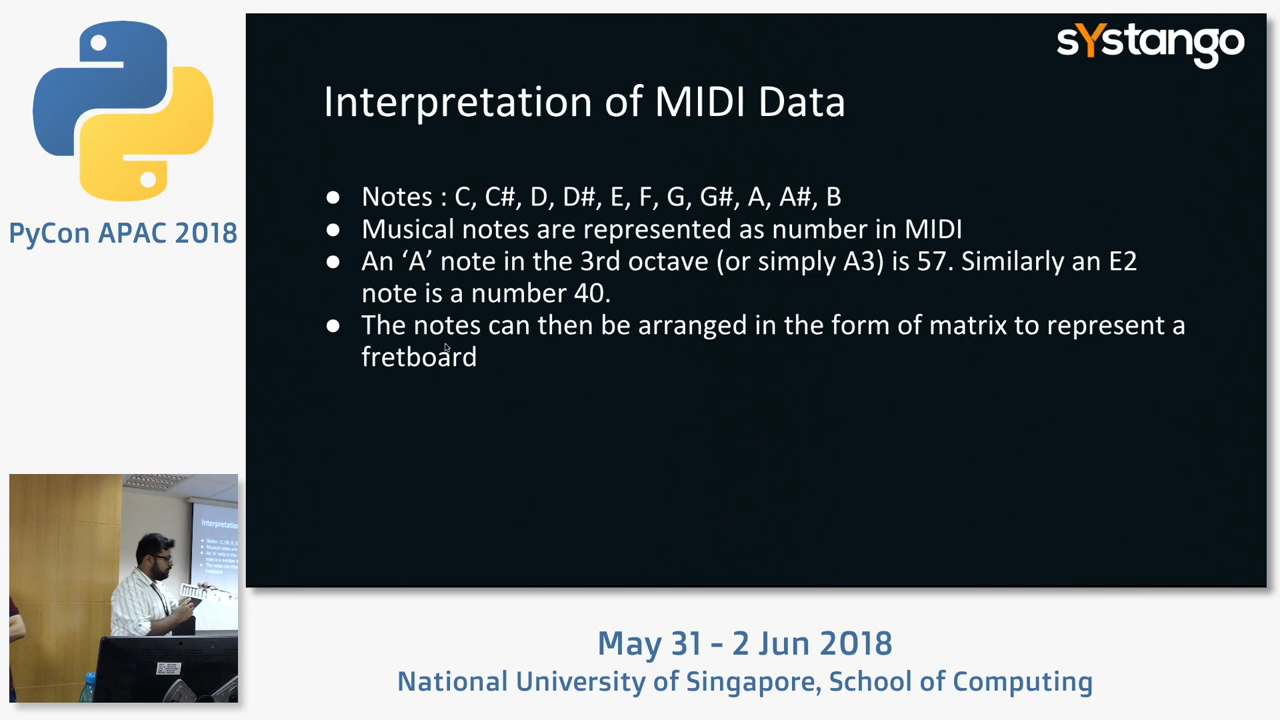 sYstango
Interpretation of MIDI Data
● Notes : C, C#, D, D#, E, F, G, G#, A, A#, B
● Musical notes are represented as number in MIDI
● An ‘A’ note in the 3rd octave (or simply A3) is 57. Similarly an E2
note is a number 40.
● The notes can then be arranged in the form of matrix to represent a
fretboard
PyCon APAC 2018
May 31 - 2 Jun 2018
National University of Singapore, School of Computing